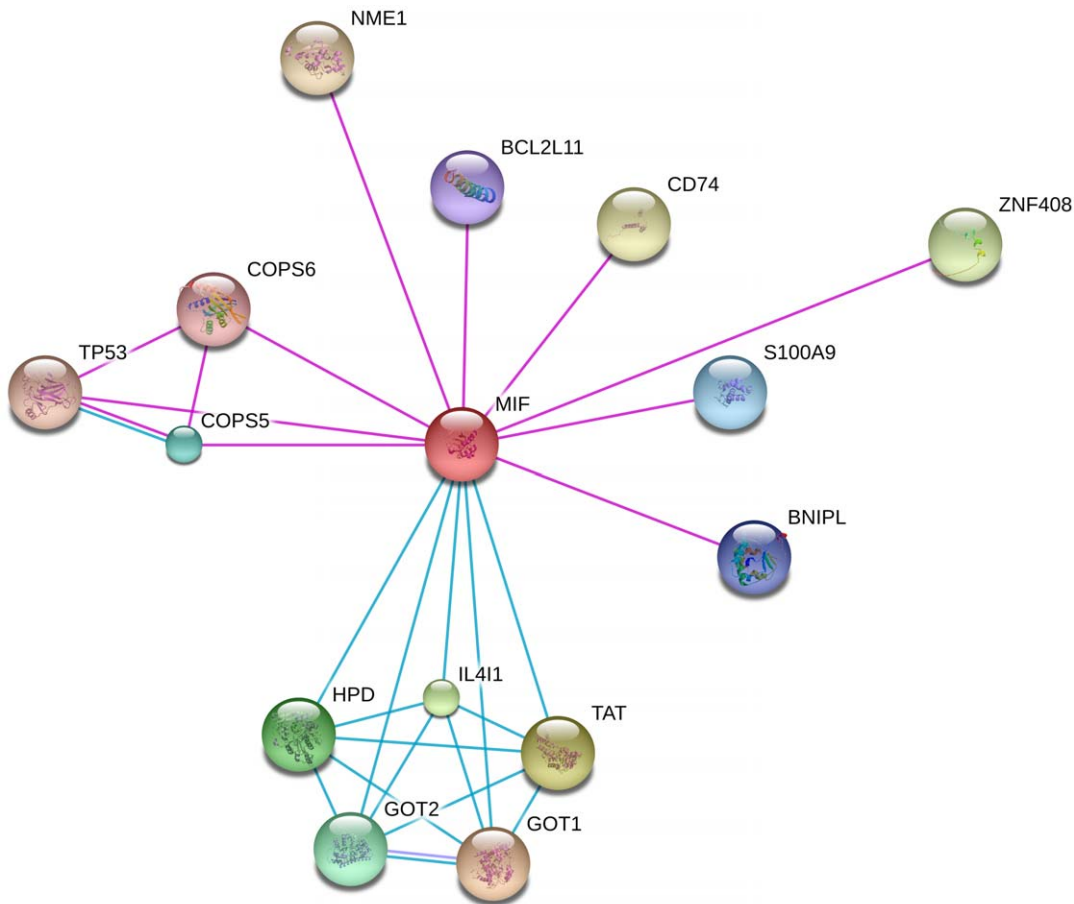 NME1
BCL2L11
CD74
ZNF408
COPS6
TP53
S100A9
MIF
COPS5
BNIPL
IL4I1
HPD
TAT
GOT2
GOT1